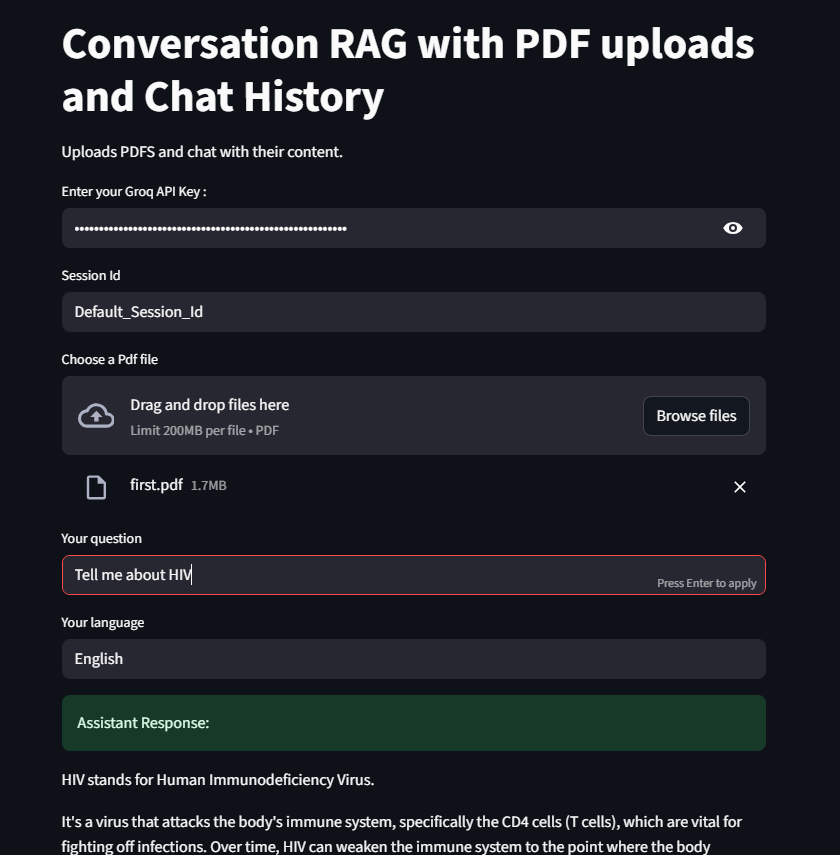 Conversation RAG with PDF uploads
and Chat History
Uploads PDFS and chat with their content.
Enter your Groq API Key :
Session Id
Default_Session_Id
Choose a Pdf file
Drag and drop files here
Limit 200MB per file • PDF
Browse files
first.pdf 1.7MB
Your question
Tell me about HIV
Press Enter to apply
Your language
English
Assistant Response:
HIV stands for Human Immunodeficiency Virus.
It's a virus that attacks the body's immune system, specifically the CD4 cells (T cells), which are vital for
fighting off infections. Over time, HIV can weaken the immune system to the point where the body